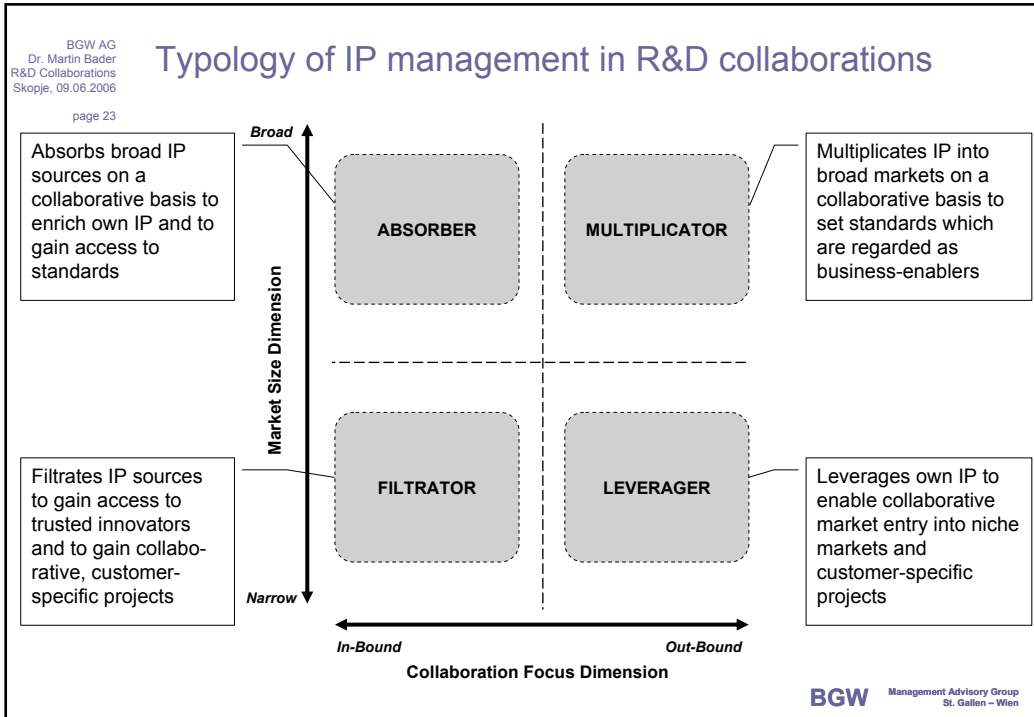 BGW AG
Dr. Martin Bader
R&D Collaborations
Skopje, 09.06.2006
page 23
Typology of IP management in R&D collaborations
Absorbs broad IP
sources on a
collaborative basis to
enrich own IP and to
gain access to
standards
Broad
ABSORBER
MULTIPLICATOR
Multiplicates IP into
broad markets on a
collaborative basis to
set standards which
are regarded as
business-enablers
Market Size Dimension
Filtrates IP sources
to gain access to
trusted innovators
and to gain collabo-
rative, customer-
specific projects
FILTRATOR
LEVERAGER
Leverages own IP to
enable collaborative
market entry into niche
markets and
customer-specific
projects
Narrow
In-Bound
Out-Bound
Collaboration Focus Dimension
BGW
Management Advisory Group
St. Gallen – Wien